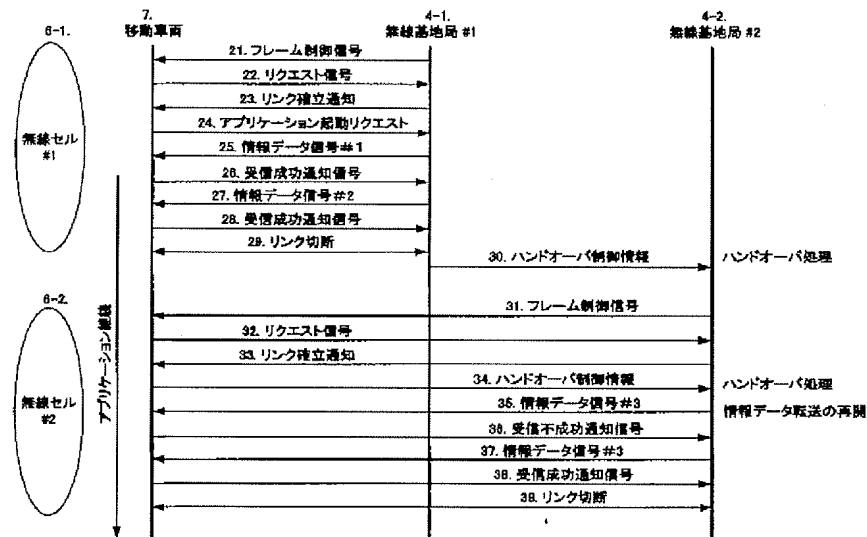 6-1.
7.
移動車両
4-1.
無線基地局 #1
4-2.
無線基地局 #2
無線セル
#1
21. フレーム制御信号
22. リクエスト信号
23. リンク確立通知
24. アプリケーション起動リクエスト
25. 情報データ信号#1
26. 受信成功通知信号
27. 情報データ信号#2
28. 受信成功通知信号
29. リンク切断
30. ハンドオーバ制御情報
ハンドオーバ処理
6-2.
無線セル
#2
アプリケーション継続
31. フレーム制御信号
32. リクエスト信号
33. リンク確立通知
34. ハンドオーバ制御情報
ハンドオーバ処理
35. 情報データ信号#3
情報データ転送の再開
36. 受信不成功通知信号
37. 情報データ信号#3
38. 受信成功通知信号
39. リンク切断